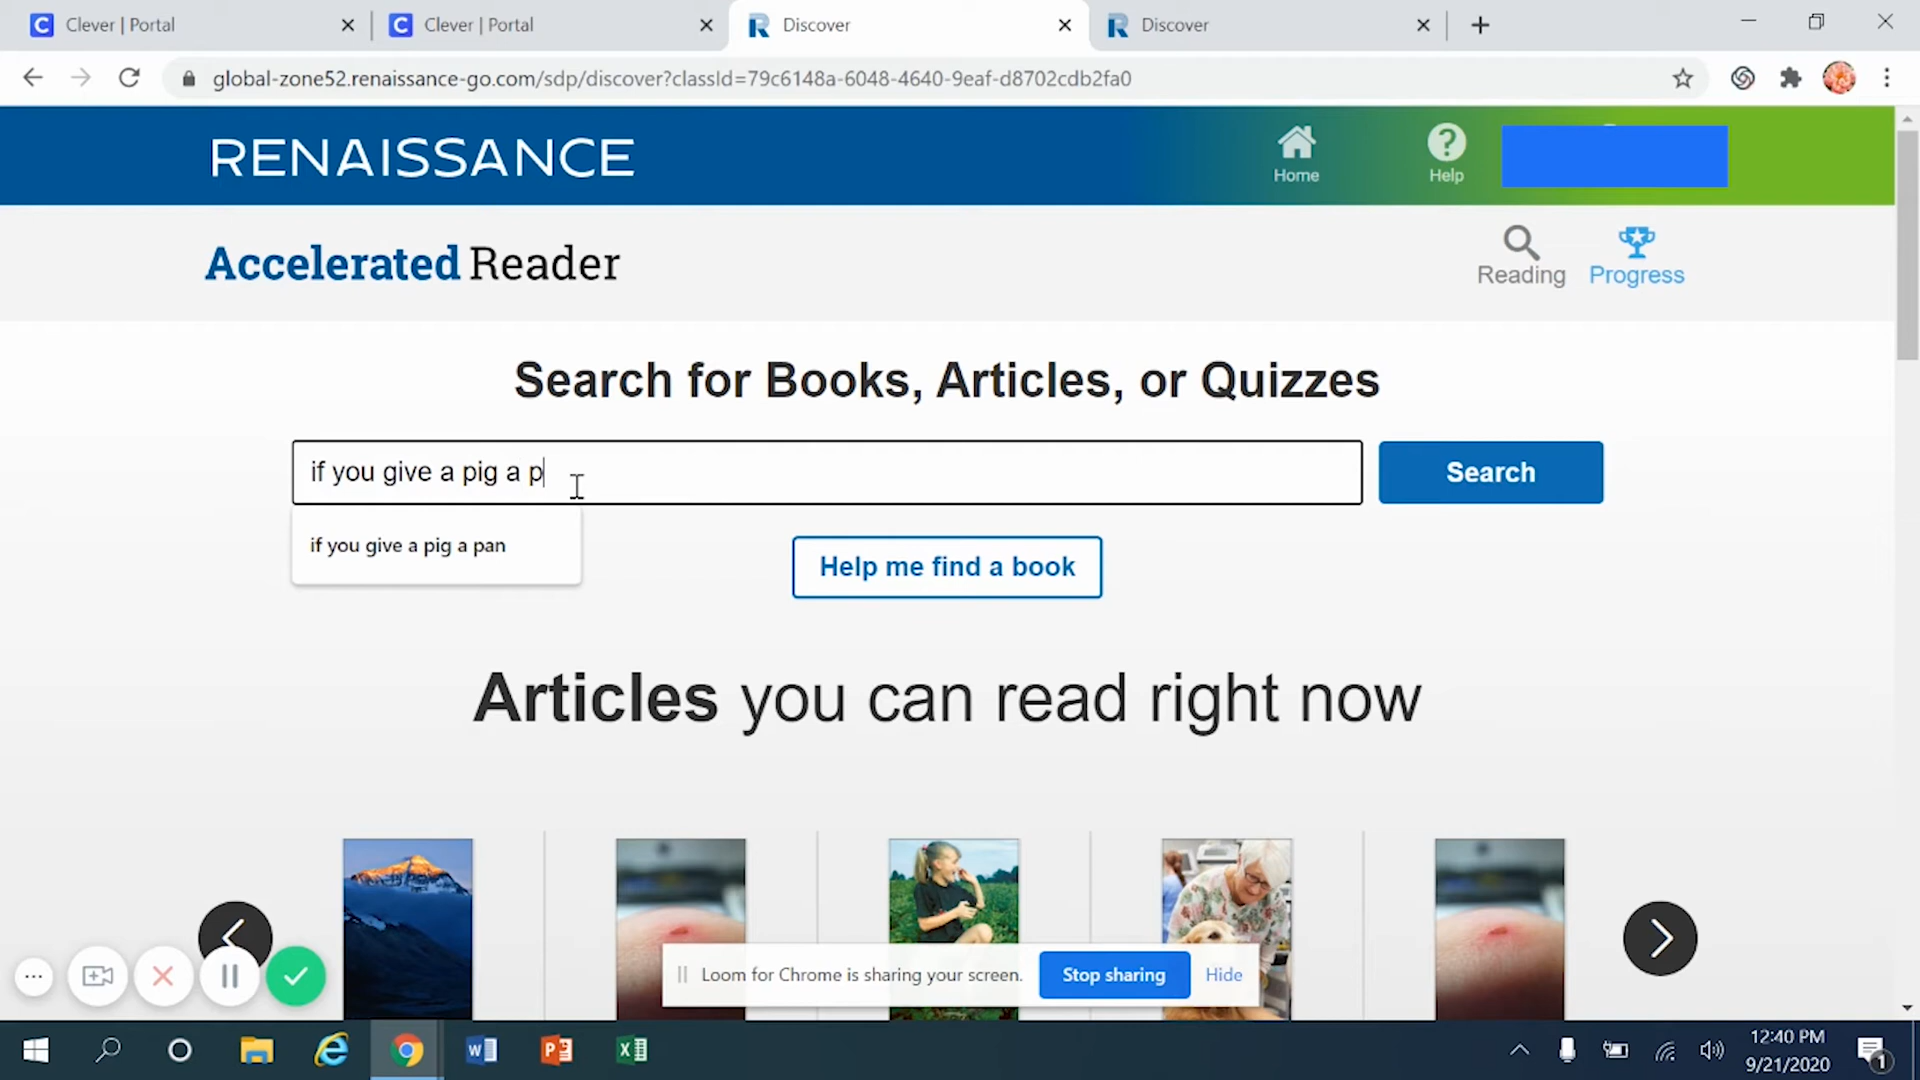 Clever | Portal
Clever | Portal
Discover
Discover
global-zone52.renaissance-go.com/sdp/discover?classId=79c6148a-6048-4640-9eaf-d8702cdb2fa0
RENAISSANCE
Home
Help
Accelerated Reader
Reading
Progress
Search for Books, Articles, or Quizzes
if you give a pig a p
Search
if you give a pig a pan
Help me find a book
Articles you can read right now
Loom for Chrome is sharing your screen.
Stop sharing
Hide
12:40 PM
9/21/2020
1